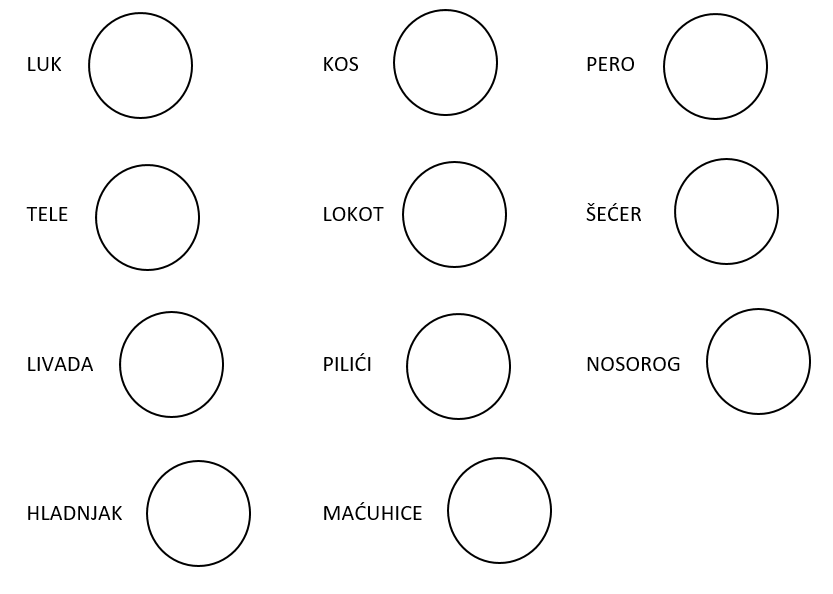 LUK
KOS
PERO
TELE
LOKOT
ŠEĆER
LIVADA
PILIĆI
NOSOROG
HLADNJAK
MAĆUHICE